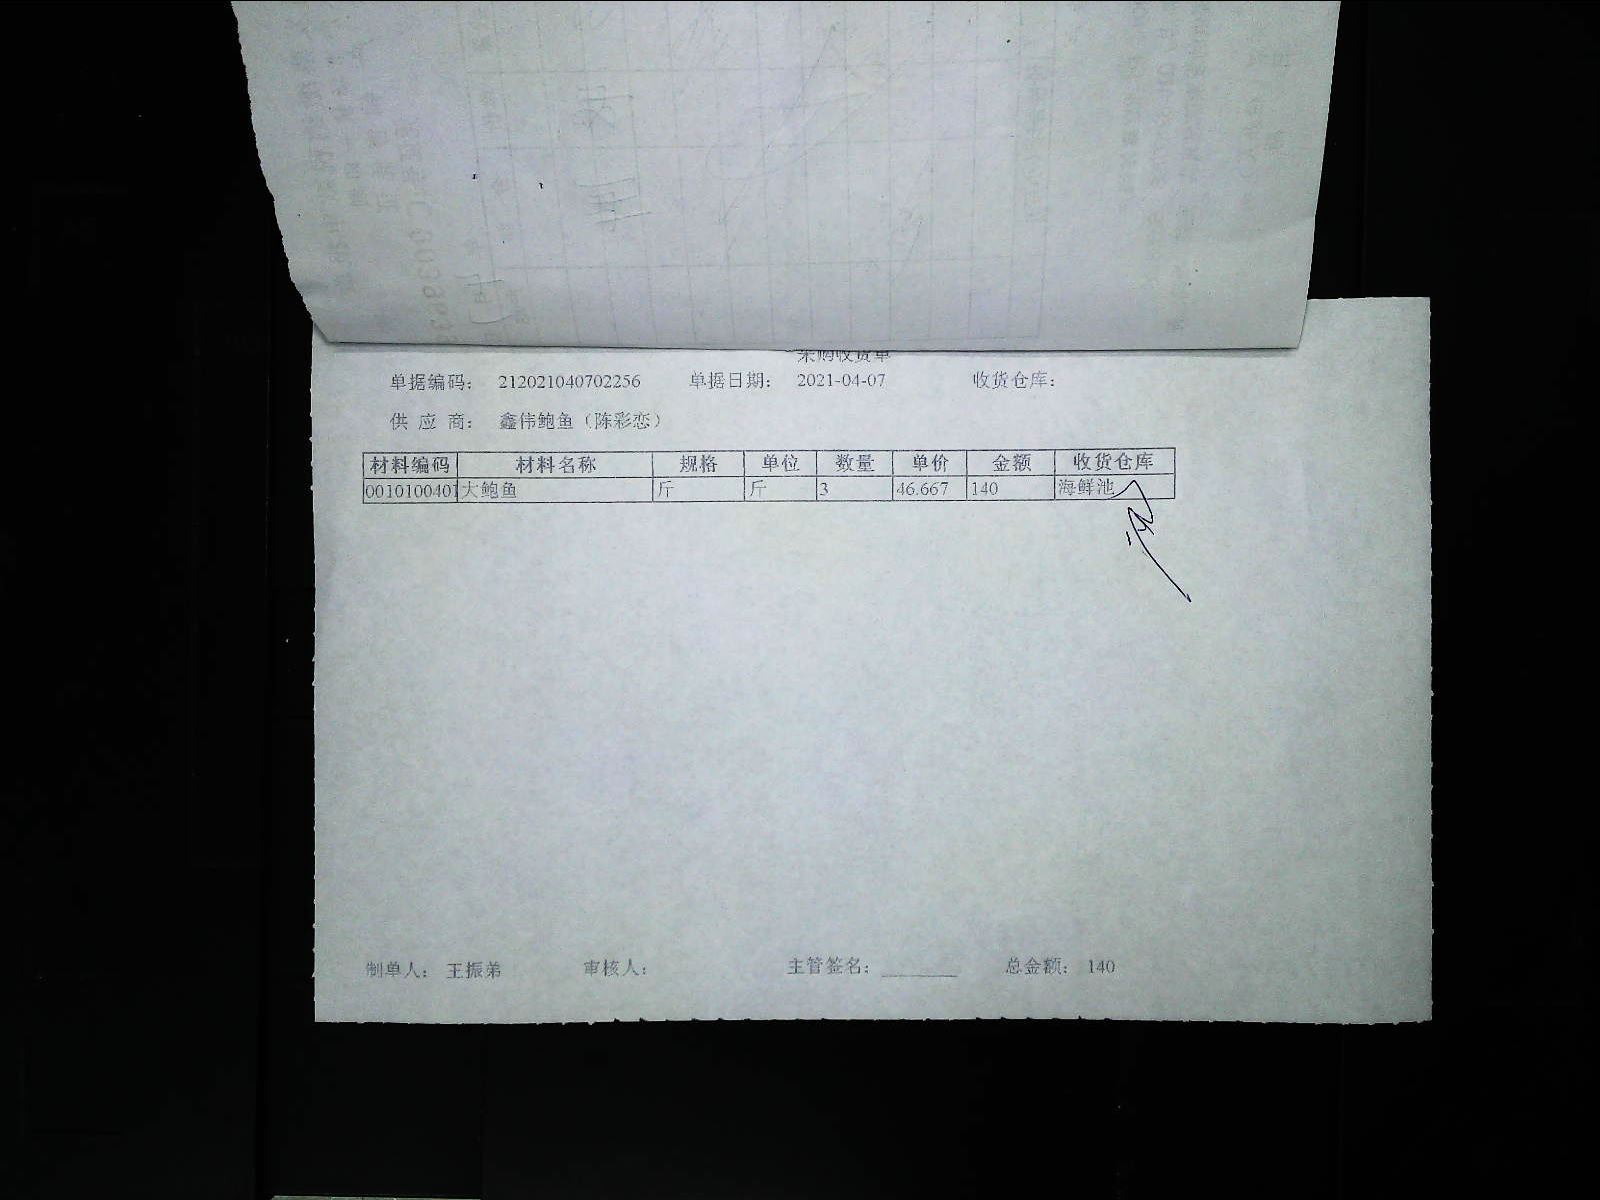 采购收货单
单据编码： 212021040702256 单据日期： 2021-04-07 收货仓库：
供 应 商： 鑫伟鲍鱼（陈彩恋）
材料编码 材料名称 规格 单位 数量 单价 金额 收货仓库
0010100407 大鲍鱼 斤 斤 3 46.667 140 海鲜池
制单人： 王振弟 审核人： 主管签名： ________ 总金额： 140